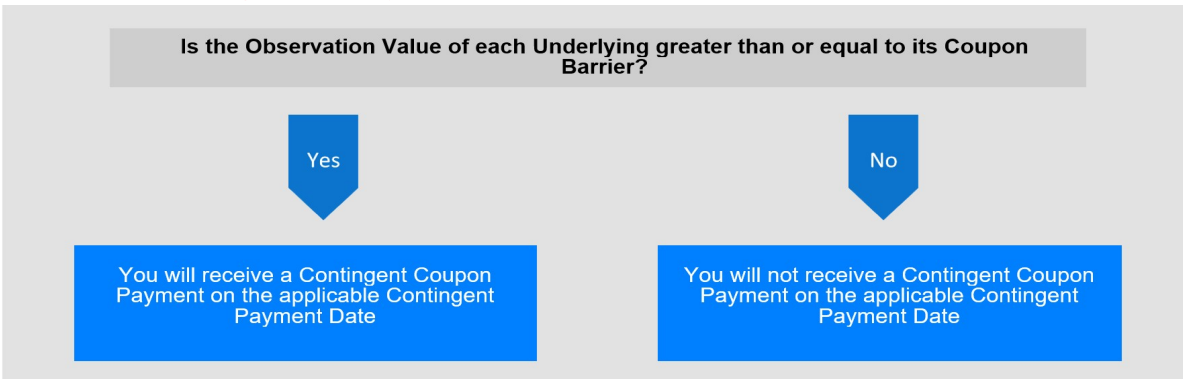 Is the Observation Value of each Underlying greater than or equal to its Coupon
Barrier?
Yes
No
You will receive a Contingent Coupon
Payment on the applicable Contingent
Payment Date
You will not receive a Contingent Coupon
Payment on the applicable Contingent
Payment Date